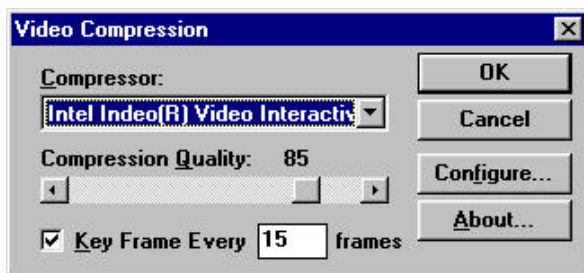 Video Compression
Compressor:
Intel Indeo(R) Video Interactiv
Compression Quality: 85
Key Frame Every 15 frames
OK
Cancel
Configure...
About...